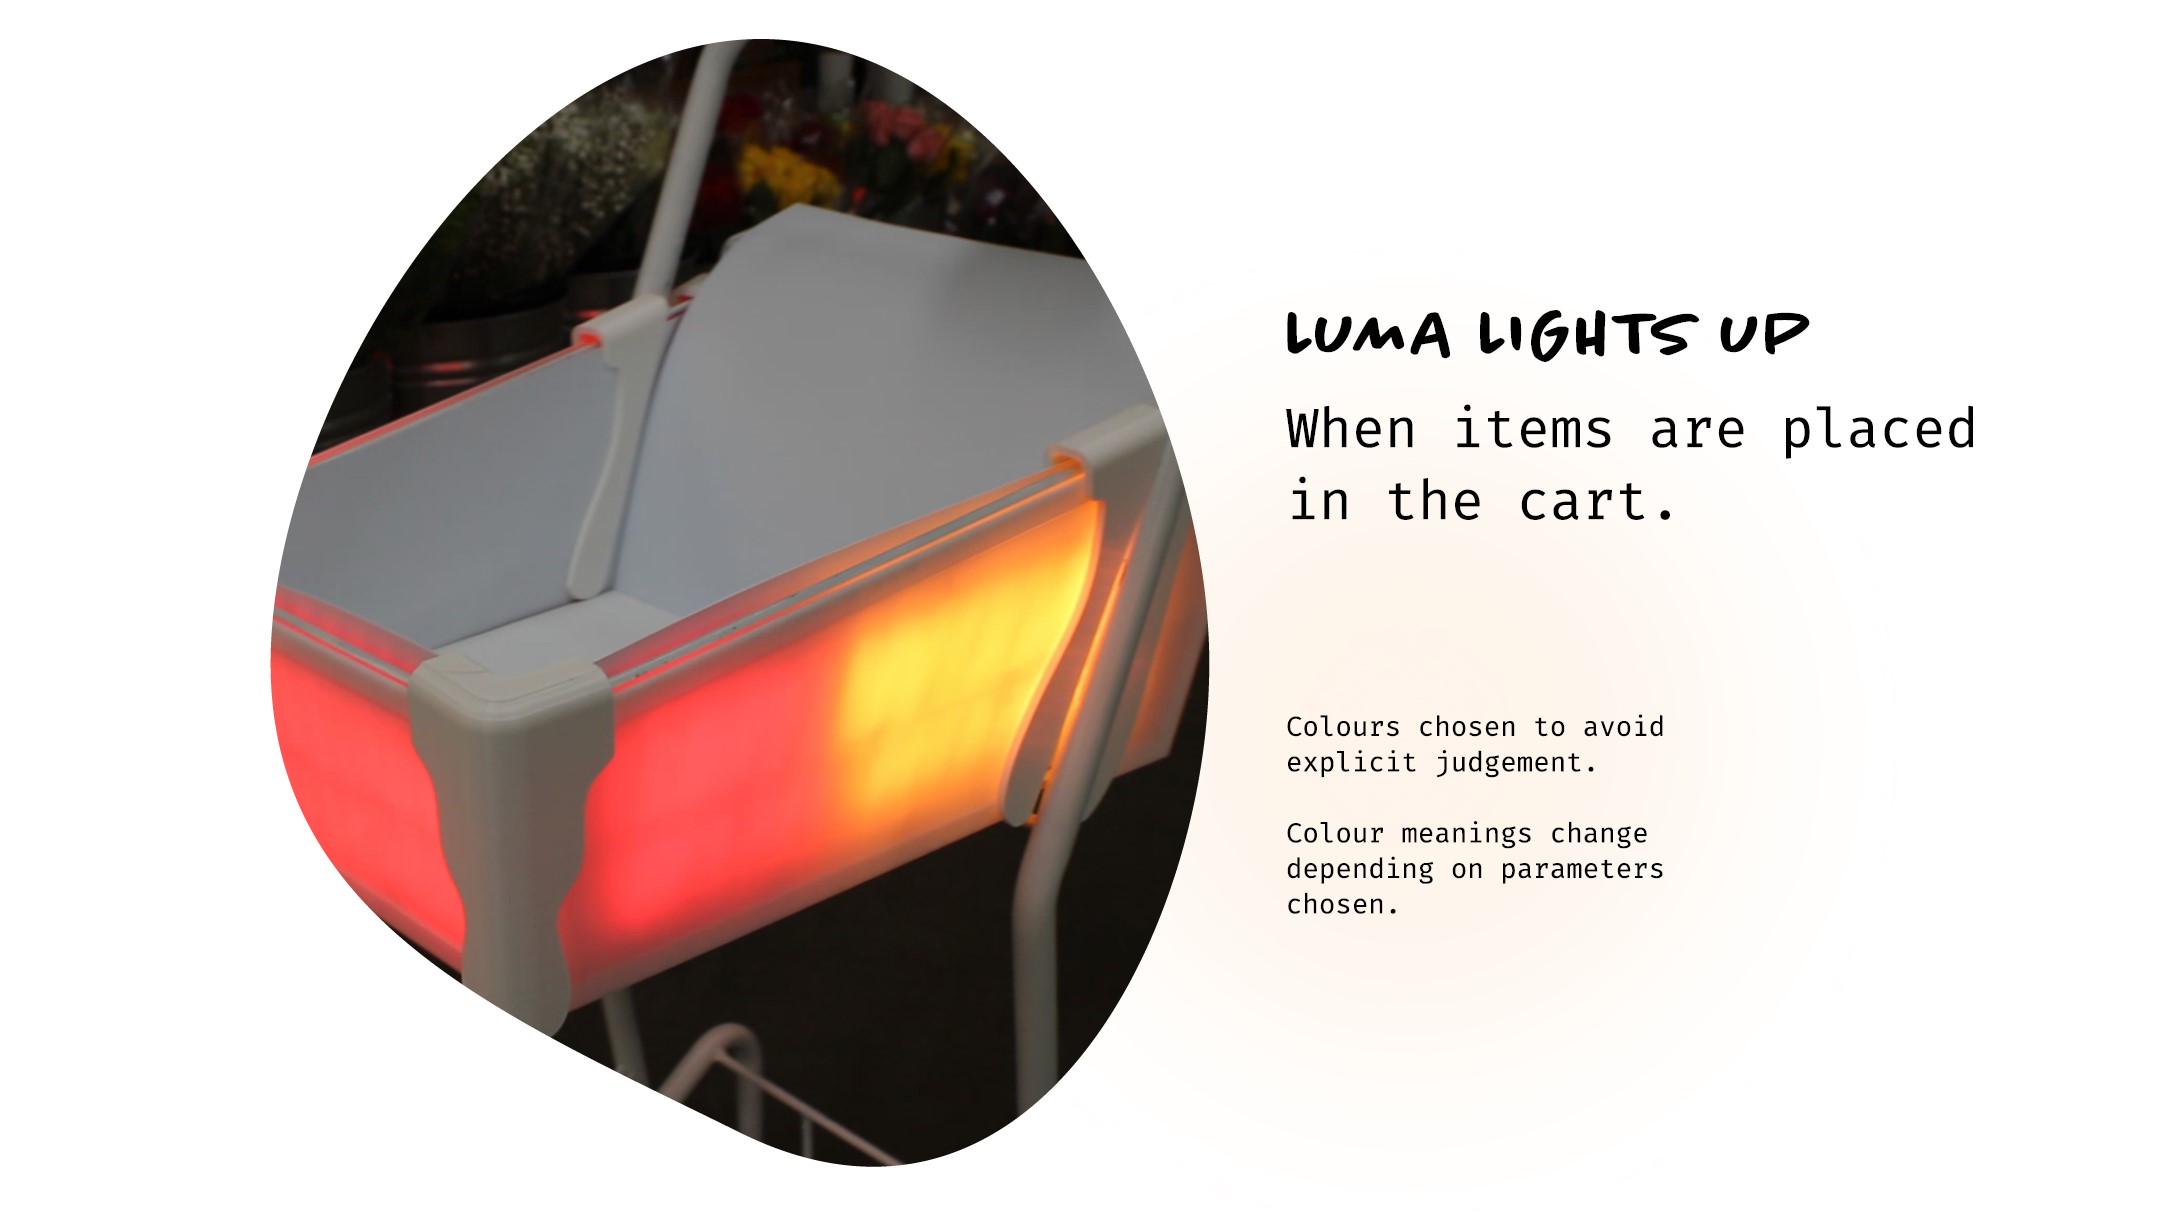 LUMA LIGHTS UP
When items are placed
in the cart.
Colours chosen to avoid
explicit judgement.
Colour meanings change
depending on parameters
chosen.